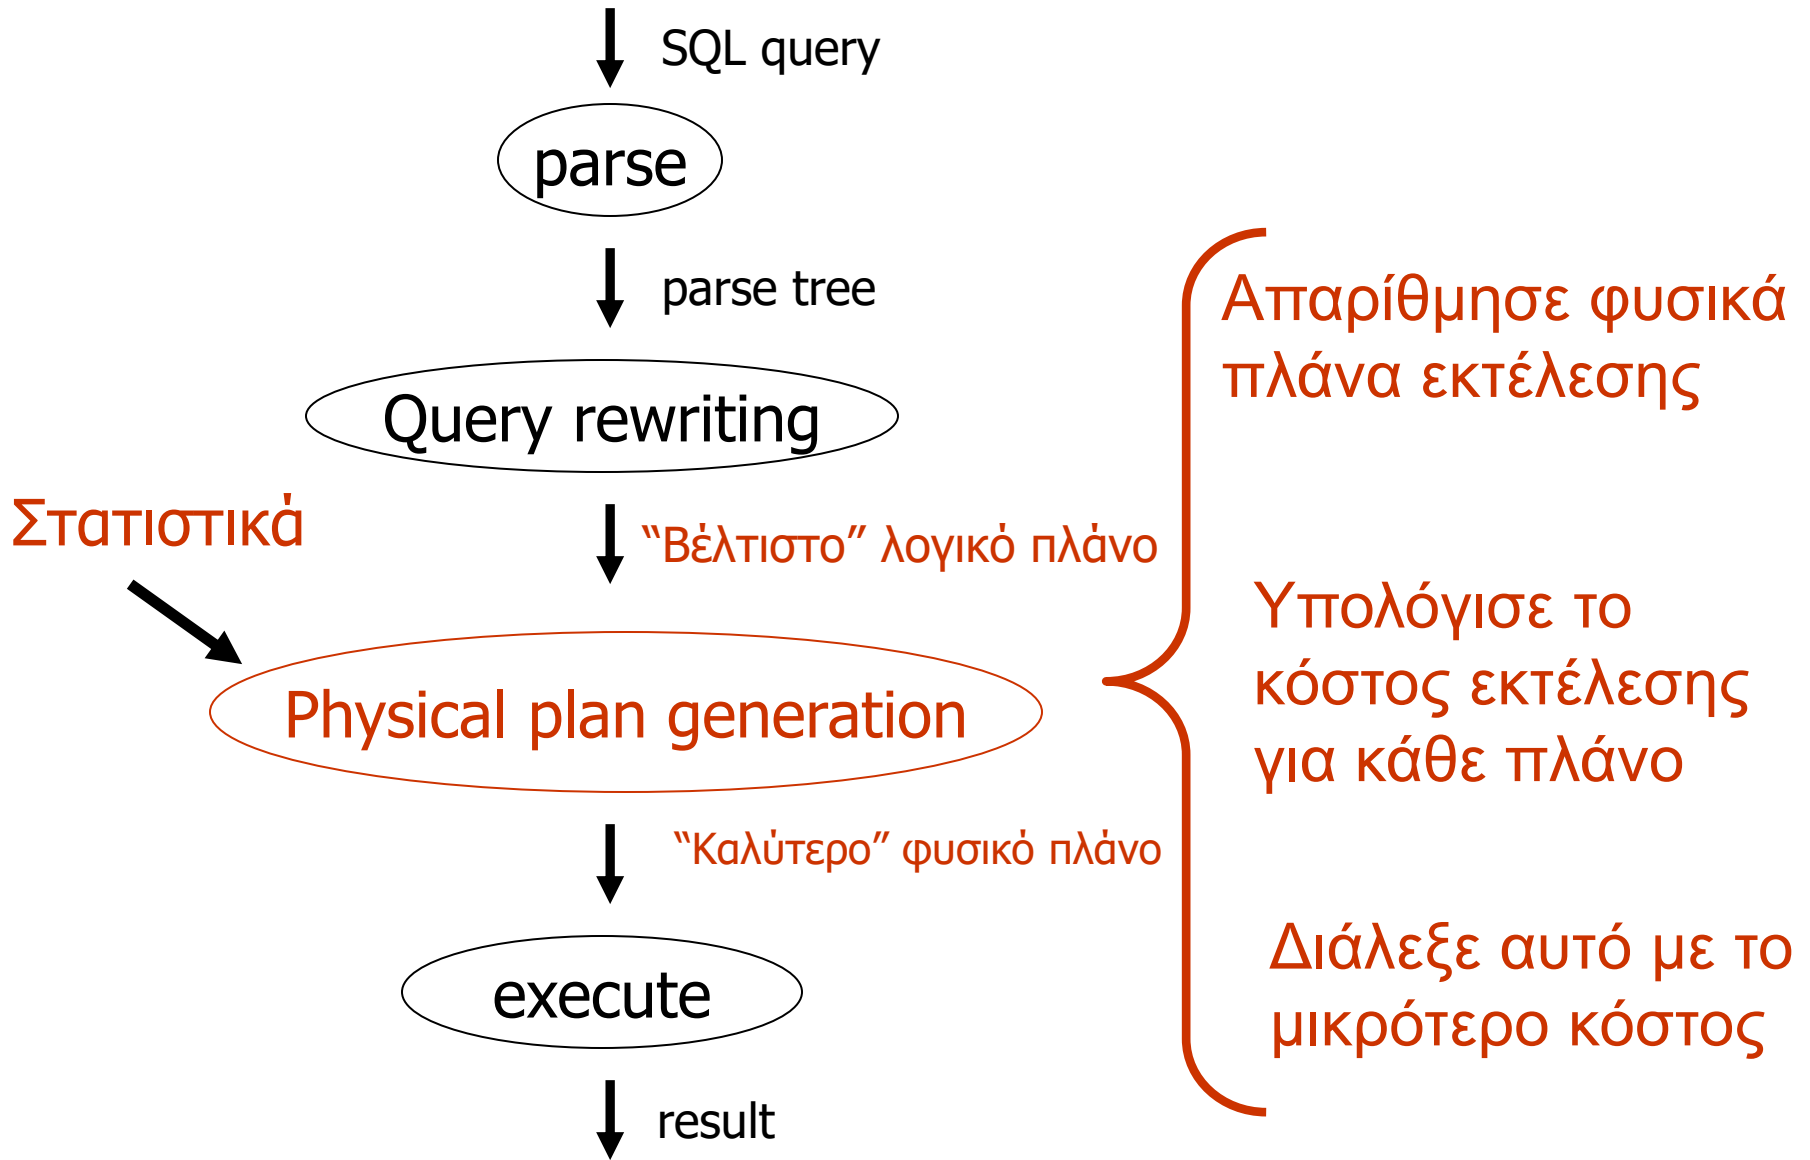 SQL query
parse
parse tree
Query rewriting
Στατιστικά
“Βέλτιστο” λογικό πλάνο
Physical plan generation
“Καλύτερο” φυσικό πλάνο
execute
result
Απαρίθμησε φυσικά
πλάνα εκτέλεσης
Υπολόγισε το
κόστος εκτέλεσης
για κάθε πλάνο
Διάλεξε αυτό με το
μικρότερο κόστος